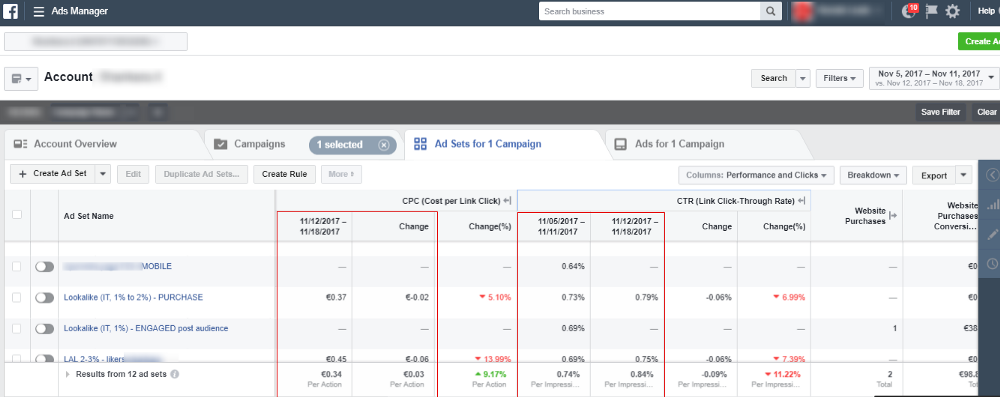 f Ads Manager Search business 10 Help
Create A
Account Search Filters Nov 5, 2017 – Nov 11, 2017
vs. Nov 12, 2017 – Nov 18, 2017
Save Filter Clear
Account Overview Campaigns 1 selected Ad Sets for 1 Campaign Ads for 1 Campaign
+ Create Ad Set Edit Duplicate Ad Sets... Create Rule More Columns: Performance and Clicks Breakdown Export
CPC (Cost per Link Click) CTR (Link Click-Through Rate)
Ad Set Name 11/12/2017 – 11/18/2017 Change Change(%) 11/05/2017 – 11/11/2017 11/12/2017 – 11/18/2017 Change Change(%) Website Purchases Website Purchases Conversi...
MOBILE — — — 0.64% — — — — €0
Lookalike (IT, 1% to 2%) - PURCHASE €0.37 €-0.02 5.10% 0.73% 0.79% -0.06% 6.99% — €0
Lookalike (IT, 1%) - ENGAGED post audience — — — 0.69% — — — 1 €38
LAL 2-3% - likers €0.45 €-0.06 13.99% 0.69% 0.75% -0.06% 7.39% — €0
Results from 12 ad sets €0.34 €0.03 9.17% 0.74% 0.84% -0.09% 11.22% 2 €98.8
Per Action Per Action Per Action Per Impressi... Per Impressi... Per Impressi... Per Impressi... Total Total